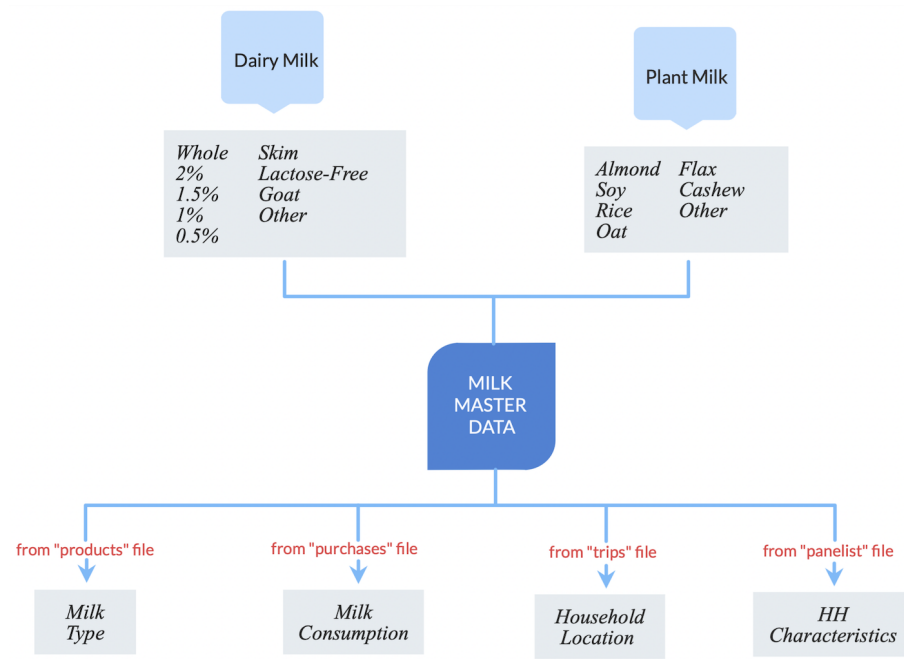 Dairy Milk
Plant Milk
Whole Skim
2% Lactose-Free
1.5% Goat
1% Other
0.5%
Almond Flax
Soy Cashew
Rice Other
Oat
MILK
MASTER
DATA
from "products" file
from "purchases" file
from "trips" file
from "panelist" file
Milk
Type
Milk
Consumption
Household
Location
HH
Characteristics